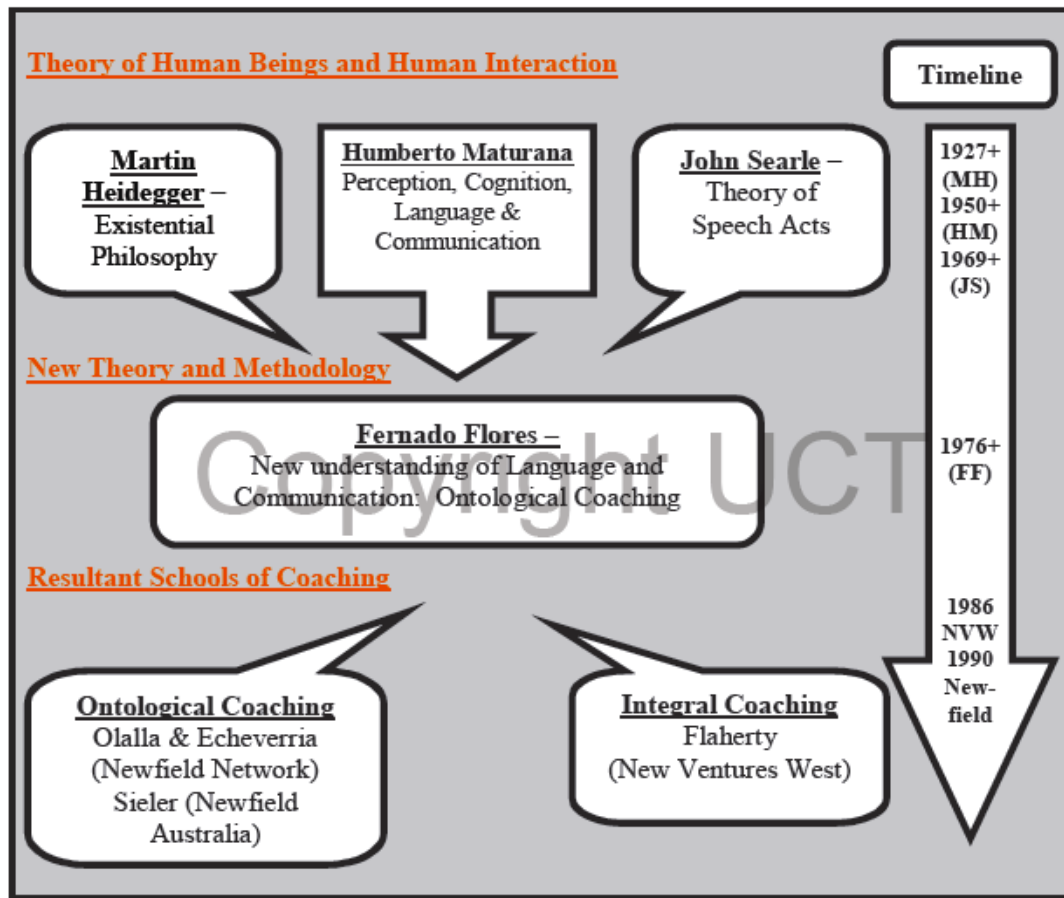 Theory of Human Beings and Human Interaction
Timeline
Martin
Heidegger –
Existential
Philosophy
Humberto Maturana
Perception, Cognition,
Language &
Communication
John Searle –
Theory of
Speech Acts
1927+
(MH)
1950+
(HM)
1969+
(JS)
New Theory and Methodology
Fernado Flores –
New understanding of Language and
Communication:  Ontological Coaching
1976+
(FF)
Copyright UCT
Resultant Schools of Coaching
1986
NVW
1990
New-
field
Ontological Coaching
Olalla & Echeverria
(Newfield Network)
Sieler (Newfield
Australia)
Integral Coaching
Flaherty
(New Ventures West)